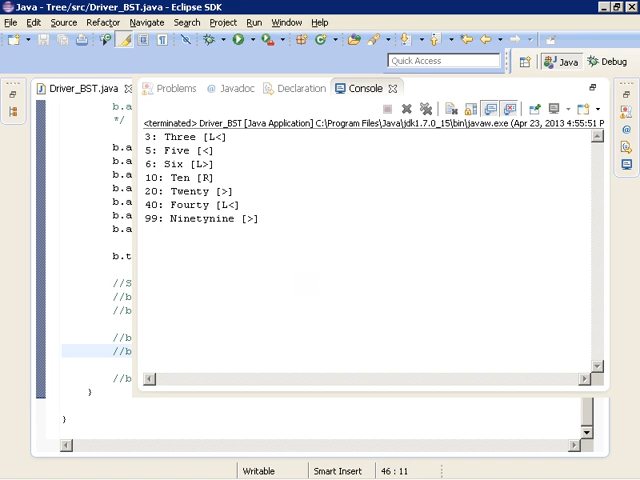 Java - Tree/src/Driver_BST.java - Eclipse SDK
File Edit Source Refactor Navigate Search Project Run Window Help
Quick Access
Java
Debug
Driver_BST.java
Problems
@ Javadoc
Declaration
Console
<terminated> Driver_BST [Java Application] C:\Program Files\Java\jdk1.7.0_15\bin\javaw.exe (Apr 23, 2013 4:55:51 P
3: Three [L<]
5: Five [<]
6: Six [L>]
10: Ten [R]
20: Twenty [>]
40: Fourty [L<]
99: Ninetynine [>]
b.a
*/
b.a
b.a
b.a
b.a
b.a
b.a
b.a
b.t
//S
//b
//b
//b
//b
//b
}
}
Writable
Smart Insert
46 : 11